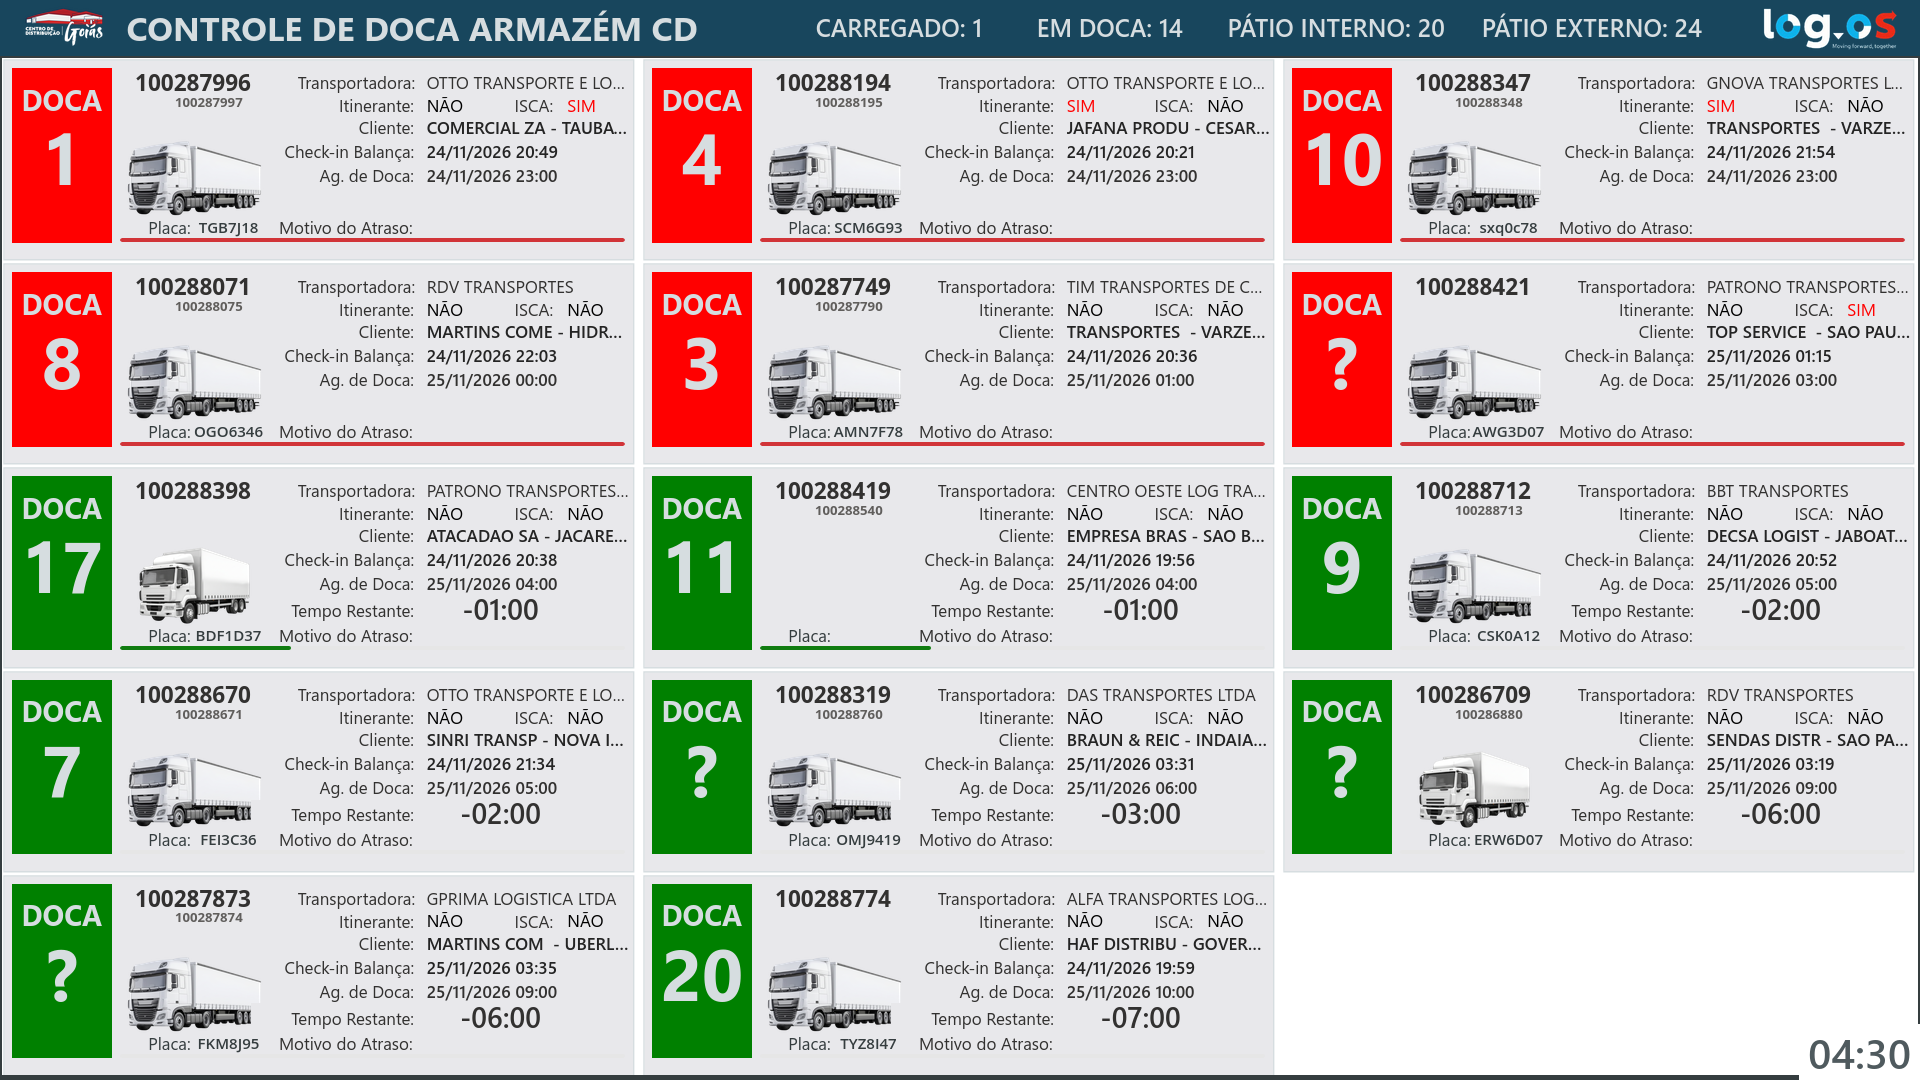 CENTRO DE DISTRIBUIÇÃO Goiás
CONTROLE DE DOCA ARMAZÉM CD
CARREGADO: 1 EM DOCA: 14 PÁTIO INTERNO: 20 PÁTIO EXTERNO: 24
log.os
Moving forward, together
DOCA
1
100287996
100287997
Transportadora: OTTO TRANSPORTE E LO...
Itinerante: NÃO ISCA: SIM
Cliente: COMERCIAL ZA - TAUBA...
Check-in Balança: 24/11/2026 20:49
Ag. de Doca: 24/11/2026 23:00
Placa: TGB7J18 Motivo do Atraso:
DOCA
4
100288194
100288195
Transportadora: OTTO TRANSPORTE E LO...
Itinerante: SIM ISCA: NÃO
Cliente: JAFANA PRODU - CESAR...
Check-in Balança: 24/11/2026 20:21
Ag. de Doca: 24/11/2026 23:00
Placa: SCM6G93 Motivo do Atraso:
DOCA
10
100288347
100288348
Transportadora: GNOVA TRANSPORTES L...
Itinerante: SIM ISCA: NÃO
Cliente: TRANSPORTES - VARZE...
Check-in Balança: 24/11/2026 21:54
Ag. de Doca: 24/11/2026 23:00
Placa: sxq0c78 Motivo do Atraso:
DOCA
8
100288071
100288075
Transportadora: RDV TRANSPORTES
Itinerante: NÃO ISCA: NÃO
Cliente: MARTINS COME - HIDR...
Check-in Balança: 24/11/2026 22:03
Ag. de Doca: 25/11/2026 00:00
Placa: OGO6346 Motivo do Atraso:
DOCA
3
100287749
100287790
Transportadora: TIM TRANSPORTES DE C...
Itinerante: NÃO ISCA: NÃO
Cliente: TRANSPORTES - VARZE...
Check-in Balança: 24/11/2026 20:36
Ag. de Doca: 25/11/2026 01:00
Placa: AMN7F78 Motivo do Atraso:
DOCA
?
100288421
Transportadora: PATRONO TRANSPORTES...
Itinerante: NÃO ISCA: SIM
Cliente: TOP SERVICE - SAO PAU...
Check-in Balança: 25/11/2026 01:15
Ag. de Doca: 25/11/2026 03:00
Placa: AWG3D07 Motivo do Atraso:
DOCA
17
100288398
Transportadora: PATRONO TRANSPORTES...
Itinerante: NÃO ISCA: NÃO
Cliente: ATACADAO SA - JACARE...
Check-in Balança: 24/11/2026 20:38
Ag. de Doca: 25/11/2026 04:00
Tempo Restante: -01:00
Placa: BDF1D37 Motivo do Atraso:
DOCA
11
100288419
100288540
Transportadora: CENTRO OESTE LOG TRA...
Itinerante: NÃO ISCA: NÃO
Cliente: EMPRESA BRAS - SAO B...
Check-in Balança: 24/11/2026 19:56
Ag. de Doca: 25/11/2026 04:00
Tempo Restante: -01:00
Placa: Motivo do Atraso:
DOCA
9
100288712
100288713
Transportadora: BBT TRANSPORTES
Itinerante: NÃO ISCA: NÃO
Cliente: DECSA LOGIST - JABOAT...
Check-in Balança: 24/11/2026 20:52
Ag. de Doca: 25/11/2026 05:00
Tempo Restante: -02:00
Placa: CSK0A12 Motivo do Atraso:
DOCA
7
100288670
100288671
Transportadora: OTTO TRANSPORTE E LO...
Itinerante: NÃO ISCA: NÃO
Cliente: SINRI TRANSP - NOVA I...
Check-in Balança: 24/11/2026 21:34
Ag. de Doca: 25/11/2026 05:00
Tempo Restante: -02:00
Placa: FEI3C36 Motivo do Atraso:
DOCA
?
100288319
100288760
Transportadora: DAS TRANSPORTES LTDA
Itinerante: NÃO ISCA: NÃO
Cliente: BRAUN & REIC - INDAIA...
Check-in Balança: 25/11/2026 03:31
Ag. de Doca: 25/11/2026 06:00
Tempo Restante: -03:00
Placa: OMJ9419 Motivo do Atraso:
DOCA
?
100286709
100286880
Transportadora: RDV TRANSPORTES
Itinerante: NÃO ISCA: NÃO
Cliente: SENDAS DISTR - SAO PA...
Check-in Balança: 25/11/2026 03:19
Ag. de Doca: 25/11/2026 09:00
Tempo Restante: -06:00
Placa: ERW6D07 Motivo do Atraso:
DOCA
?
100287873
100287874
Transportadora: GPRIMA LOGISTICA LTDA
Itinerante: NÃO ISCA: NÃO
Cliente: MARTINS COM - UBERL...
Check-in Balança: 25/11/2026 03:35
Ag. de Doca: 25/11/2026 09:00
Tempo Restante: -06:00
Placa: FKM8J95 Motivo do Atraso:
DOCA
20
100288774
Transportadora: ALFA TRANSPORTES LOG...
Itinerante: NÃO ISCA: NÃO
Cliente: HAF DISTRIBU - GOVER...
Check-in Balança: 24/11/2026 19:59
Ag. de Doca: 25/11/2026 10:00
Tempo Restante: -07:00
Placa: TYZ8I47 Motivo do Atraso:
04:30